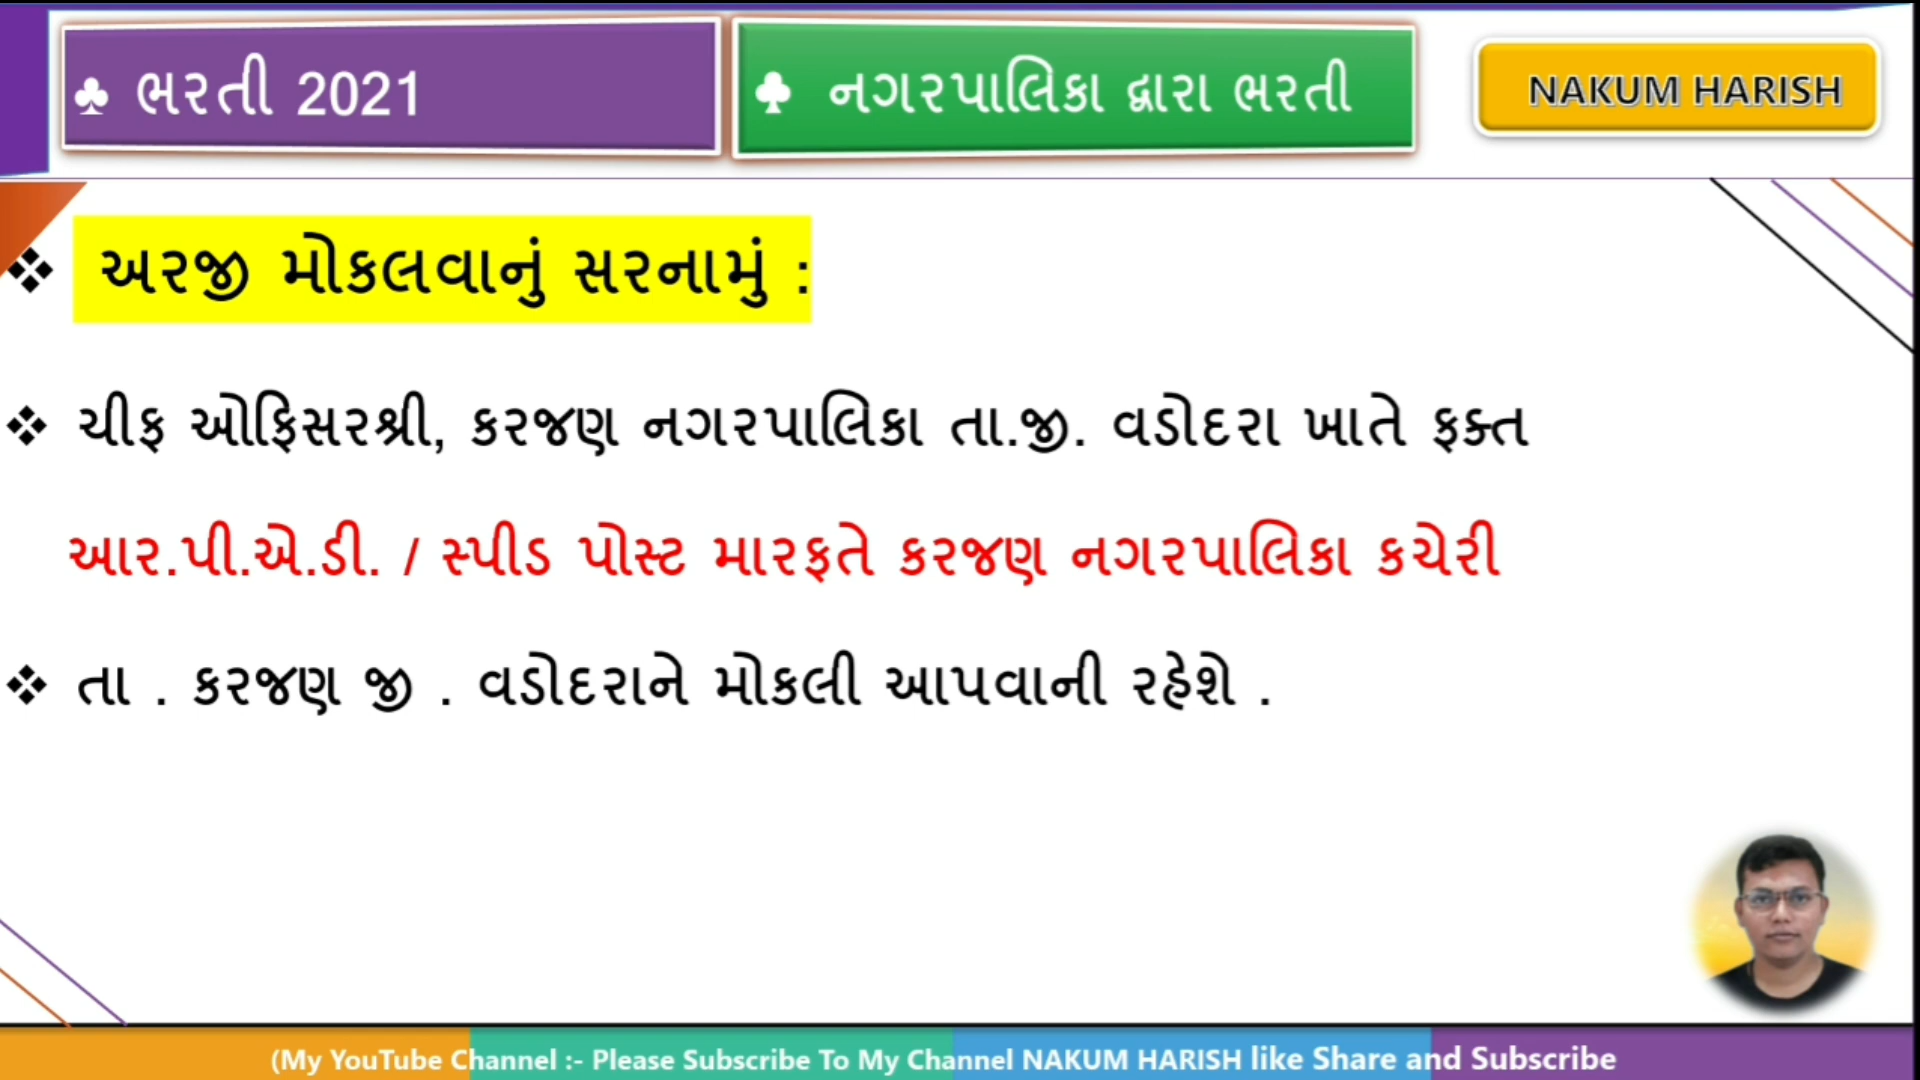 ♣ ભરતી 2021
♣ નગરપાલિકા દ્વારા ભરતી
NAKUM HARISH
❖ અરજી મોકલવાનું સરનામું :
❖ ચીફ ઓફિસરશ્રી, કરજણ નગરપાલિકા તા.જી. વડોદરા ખાતે ફક્ત
આર.પી.એ.ડી. / સ્પીડ પોસ્ટ મારફતે કરજણ નગરપાલિકા કચેરી
❖ તા . કરજણ જી . વડોદરાને મોકલી આપવાની રહેશે .
(My YouTube Channel :- Please Subscribe To My Channel NAKUM HARISH like Share and Subscribe